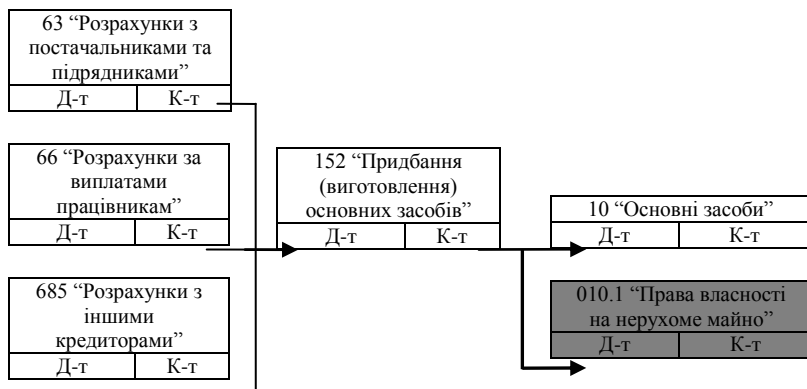 63 “Розрахунки з
постачальниками та
підрядниками”
Д-т К-т
66 “Розрахунки за
виплатами
працівникам”
Д-т К-т
685 “Розрахунки з
іншими
кредиторами”
Д-т К-т
152 “Придбання
(виготовлення)
основних засобів”
Д-т К-т
10 “Основні засоби”
Д-т К-т
010.1 “Права власності
на нерухоме майно”
Д-т К-т